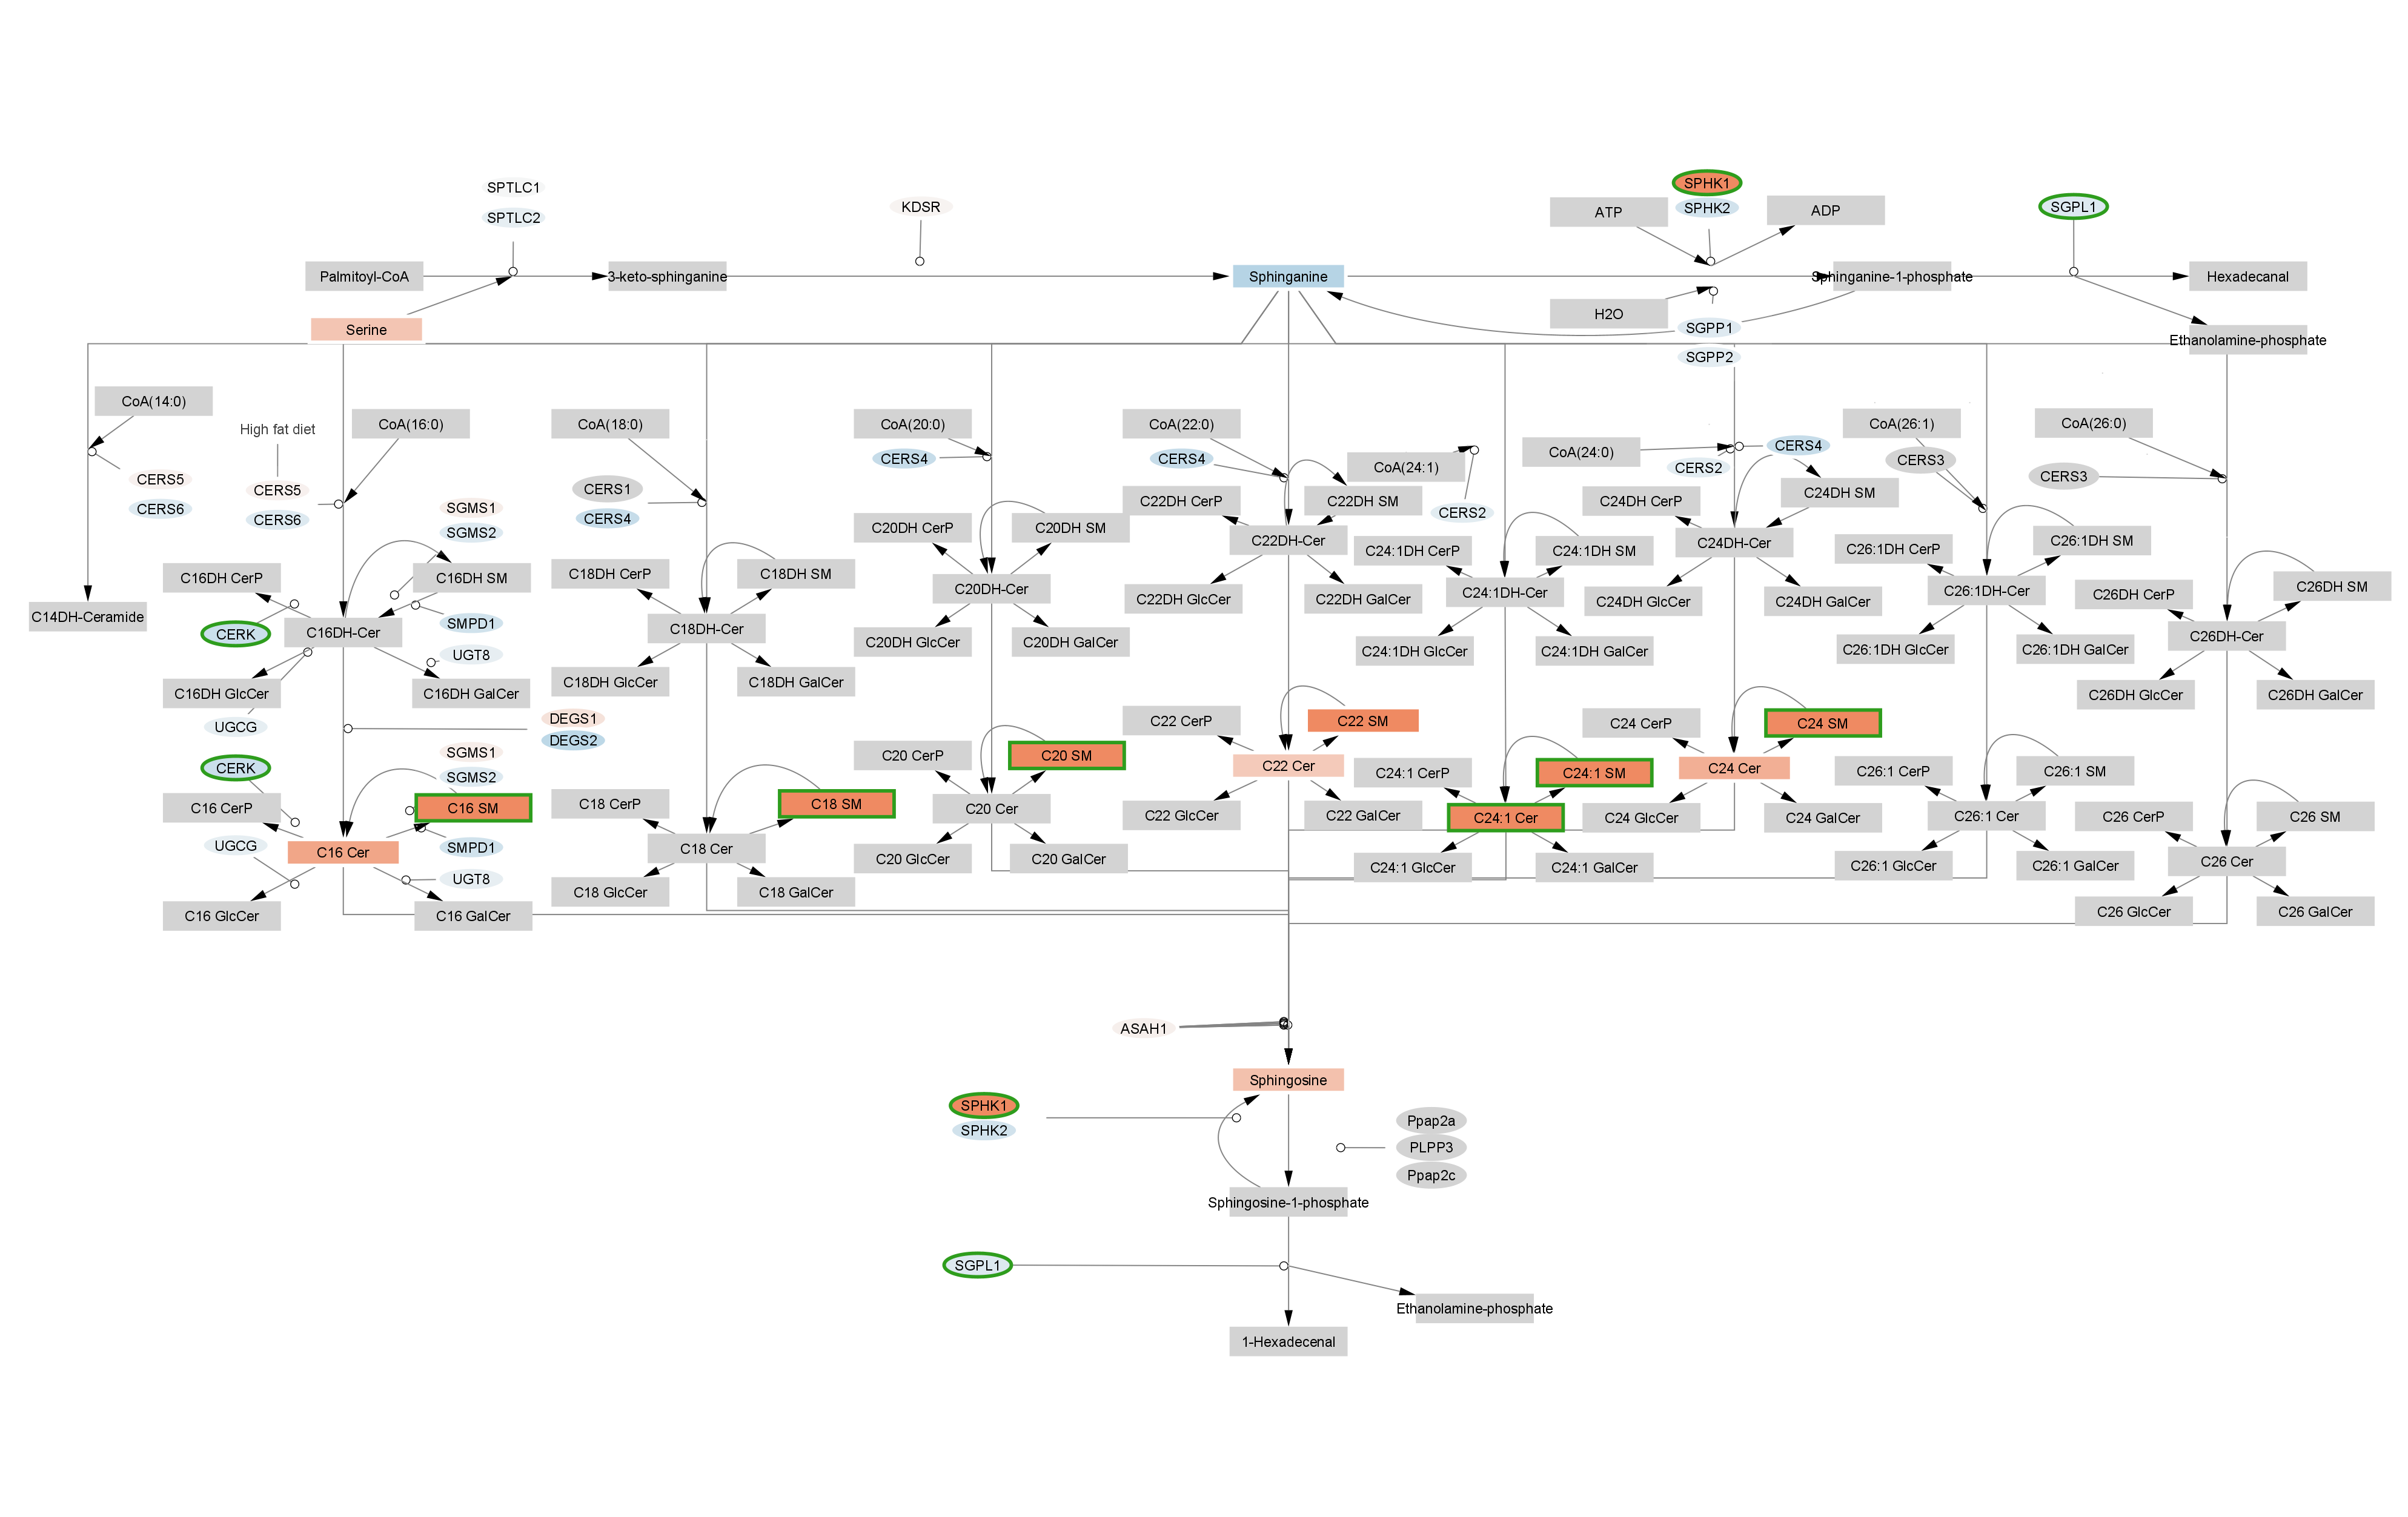 SPTLC1
SPTLC2
KDSR
SPHK1
SPHK2
ATP
ADP
SGPL1
Palmitoyl-CoA
3-keto-sphinganine
Sphinganine
Sphinganine-1-phosphate
Hexadecanal
Serine
H2O
SGPP1
SGPP2
Ethanolamine-phosphate
CoA(14:0)
High fat diet
CoA(16:0)
CoA(18:0)
CoA(20:0)
CoA(22:0)
CoA(24:1)
CoA(24:0)
CERS4
CoA(26:1)
CoA(26:0)
CERS5
CERS6
CERS5
CERS6
SGMS1
SGMS2
CERS1
CERS4
CERS4
CERS4
CERS2
CERS2
CERS3
CERS3
C16DH CerP
C16DH SM
C14DH-Ceramide
CERK
C16DH-Cer
SMPD1
UGT8
C16DH GlcCer
C16DH GalCer
UGCG
C18DH CerP
C18DH SM
C18DH-Cer
C18DH GlcCer
C18DH GalCer
C20DH CerP
C20DH SM
C20DH-Cer
C20DH GlcCer
C20DH GalCer
C22DH CerP
C22DH SM
C22DH-Cer
C22DH GlcCer
C22DH GalCer
C24:1DH CerP
C24:1DH SM
C24:1DH-Cer
C24:1DH GlcCer
C24:1DH GalCer
C24DH CerP
C24DH SM
C24DH-Cer
C24DH GlcCer
C24DH GalCer
C26:1DH CerP
C26:1DH SM
C26:1DH-Cer
C26:1DH GlcCer
C26:1DH GalCer
C26DH CerP
C26DH SM
C26DH-Cer
C26DH GlcCer
C26DH GalCer
DEGS1
DEGS2
SGMS1
SGMS2
CERK
C16 CerP
C16 SM
UGCG
C16 Cer
SMPD1
UGT8
C16 GlcCer
C16 GalCer
C18 CerP
C18 SM
C18 Cer
C18 GlcCer
C18 GalCer
C20 CerP
C20 SM
C20 Cer
C20 GlcCer
C20 GalCer
C22 CerP
C22 SM
C22 Cer
C22 GlcCer
C22 GalCer
C24:1 CerP
C24:1 SM
C24:1 Cer
C24:1 GlcCer
C24:1 GalCer
C24 CerP
C24 SM
C24 Cer
C24 GlcCer
C24 GalCer
C26:1 CerP
C26:1 SM
C26:1 Cer
C26:1 GlcCer
C26:1 GalCer
C26 CerP
C26 SM
C26 Cer
C26 GlcCer
C26 GalCer
ASAH1
Sphingosine
SPHK1
SPHK2
Ppap2a
PLPP3
Ppap2c
Sphingosine-1-phosphate
SGPL1
Ethanolamine-phosphate
1-Hexadecenal